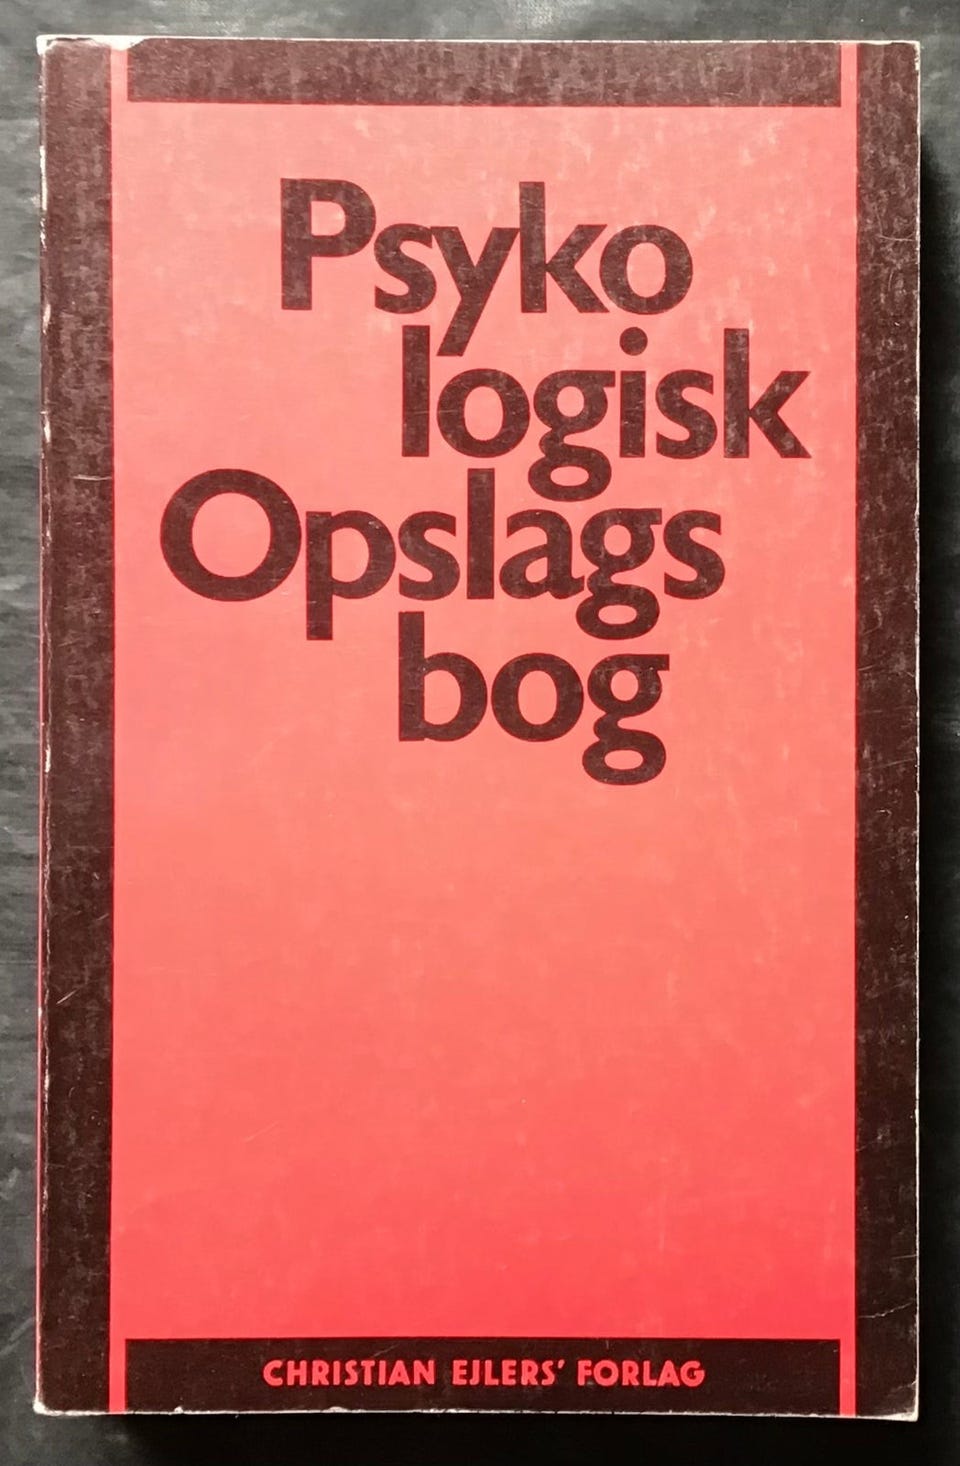 Psyko
logisk
Opslags
bog
CHRISTIAN EJLERS' FORLAG